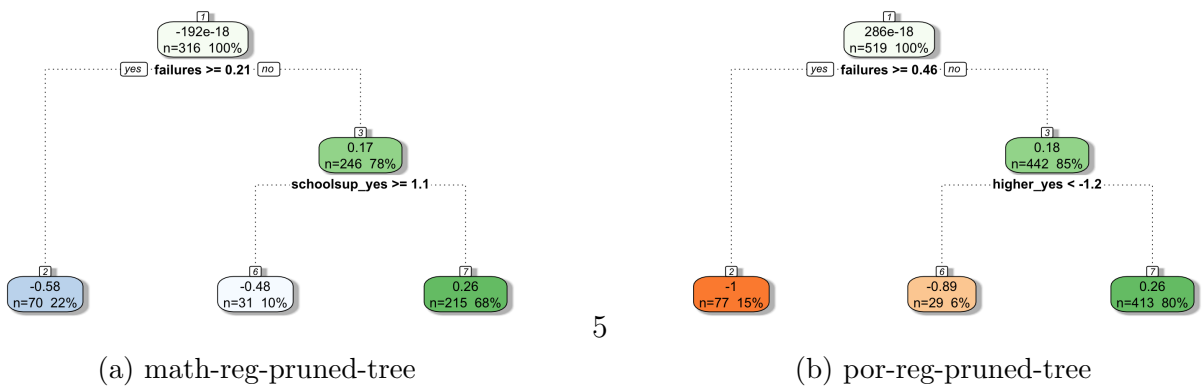 1
-192e-18
n=316 100%
yes failures >= 0.21 no
3
0.17
n=246 78%
schoolsup_yes >= 1.1
2
-0.58
n=70 22%
6
-0.48
n=31 10%
7
0.26
n=215 68%
(a) math-reg-pruned-tree
5
1
286e-18
n=519 100%
yes failures >= 0.46 no
3
0.18
n=442 85%
higher_yes < -1.2
2
-1
n=77 15%
6
-0.89
n=29 6%
7
0.26
n=413 80%
(b) por-reg-pruned-tree